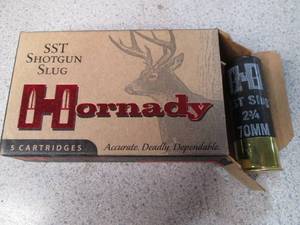 SST
SHOTGUN
SLUG
Hornady
5 CARTRIDGES
Accurate. Deadly. Dependable.
H
SST Slug
2¾
70MM